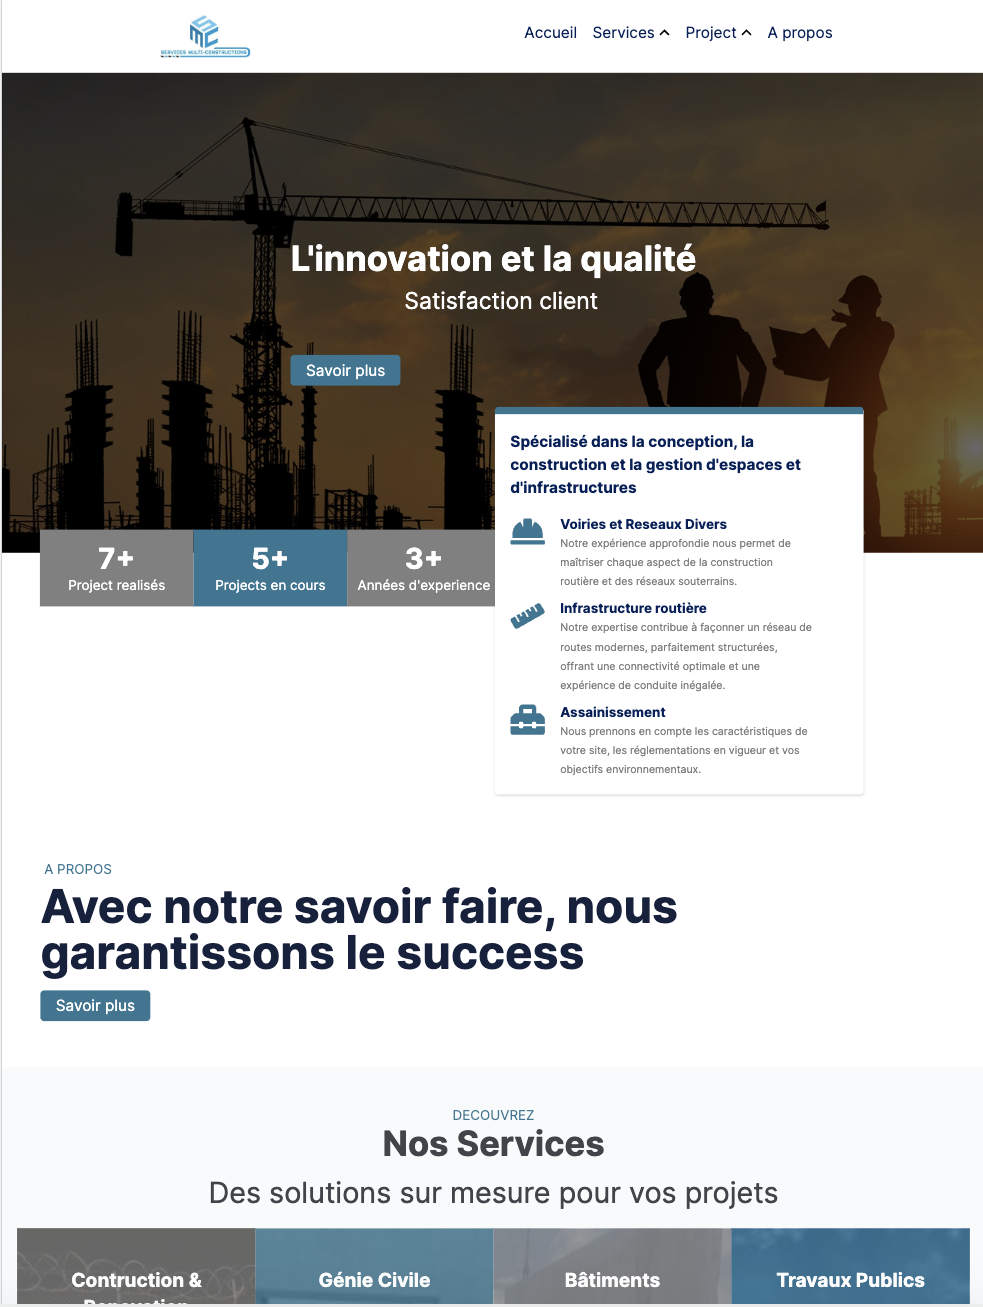 SERVICES MULTI-CONSTRUCTIONS
Accueil Services Project A propos
L'innovation et la qualité
Satisfaction client
Savoir plus
7+
Project realisés
5+
Projects en cours
3+
Années d'experience
Spécialisé dans la conception, la
construction et la gestion d'espaces et
d'infrastructures
Voiries et Reseaux Divers
Notre expérience approfondie nous permet de
maîtriser chaque aspect de la construction
routière et des réseaux souterrains.
Infrastructure routière
Notre expertise contribue à façonner un réseau de
routes modernes, parfaitement structurées,
offrant une connectivité optimale et une
expérience de conduite inégalée.
Assainissement
Nous prennons en compte les caractéristiques de
votre site, les réglementations en vigueur et vos
objectifs environnementaux.
A PROPOS
Avec notre savoir faire, nous
garantissons le success
Savoir plus
DECOUVREZ
Nos Services
Des solutions sur mesure pour vos projets
Contruction &
Génie Civile
Bâtiments
Travaux Publics